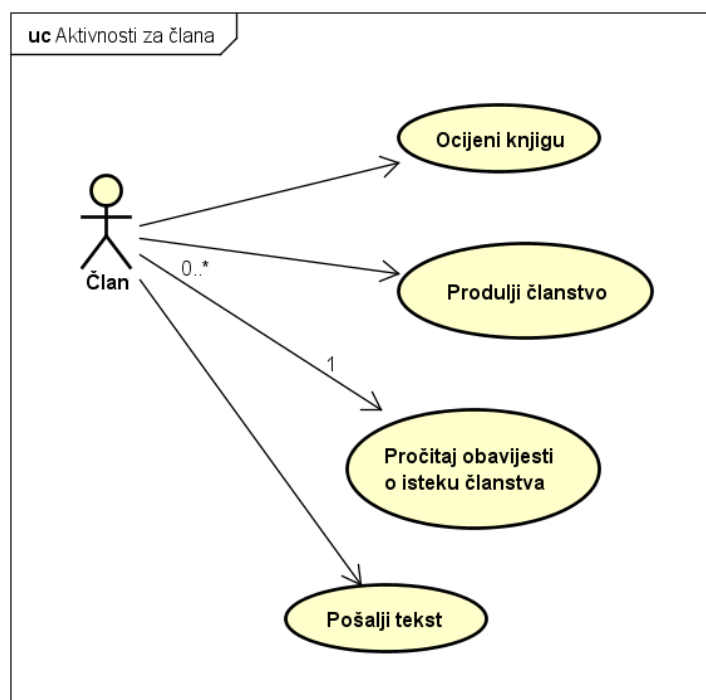 uc Aktivnosti za člana
Ocijeni knjigu
Član
0..*
Produlji članstvo
1
Pročitaj obavijesti
o isteku članstva
Pošalji tekst